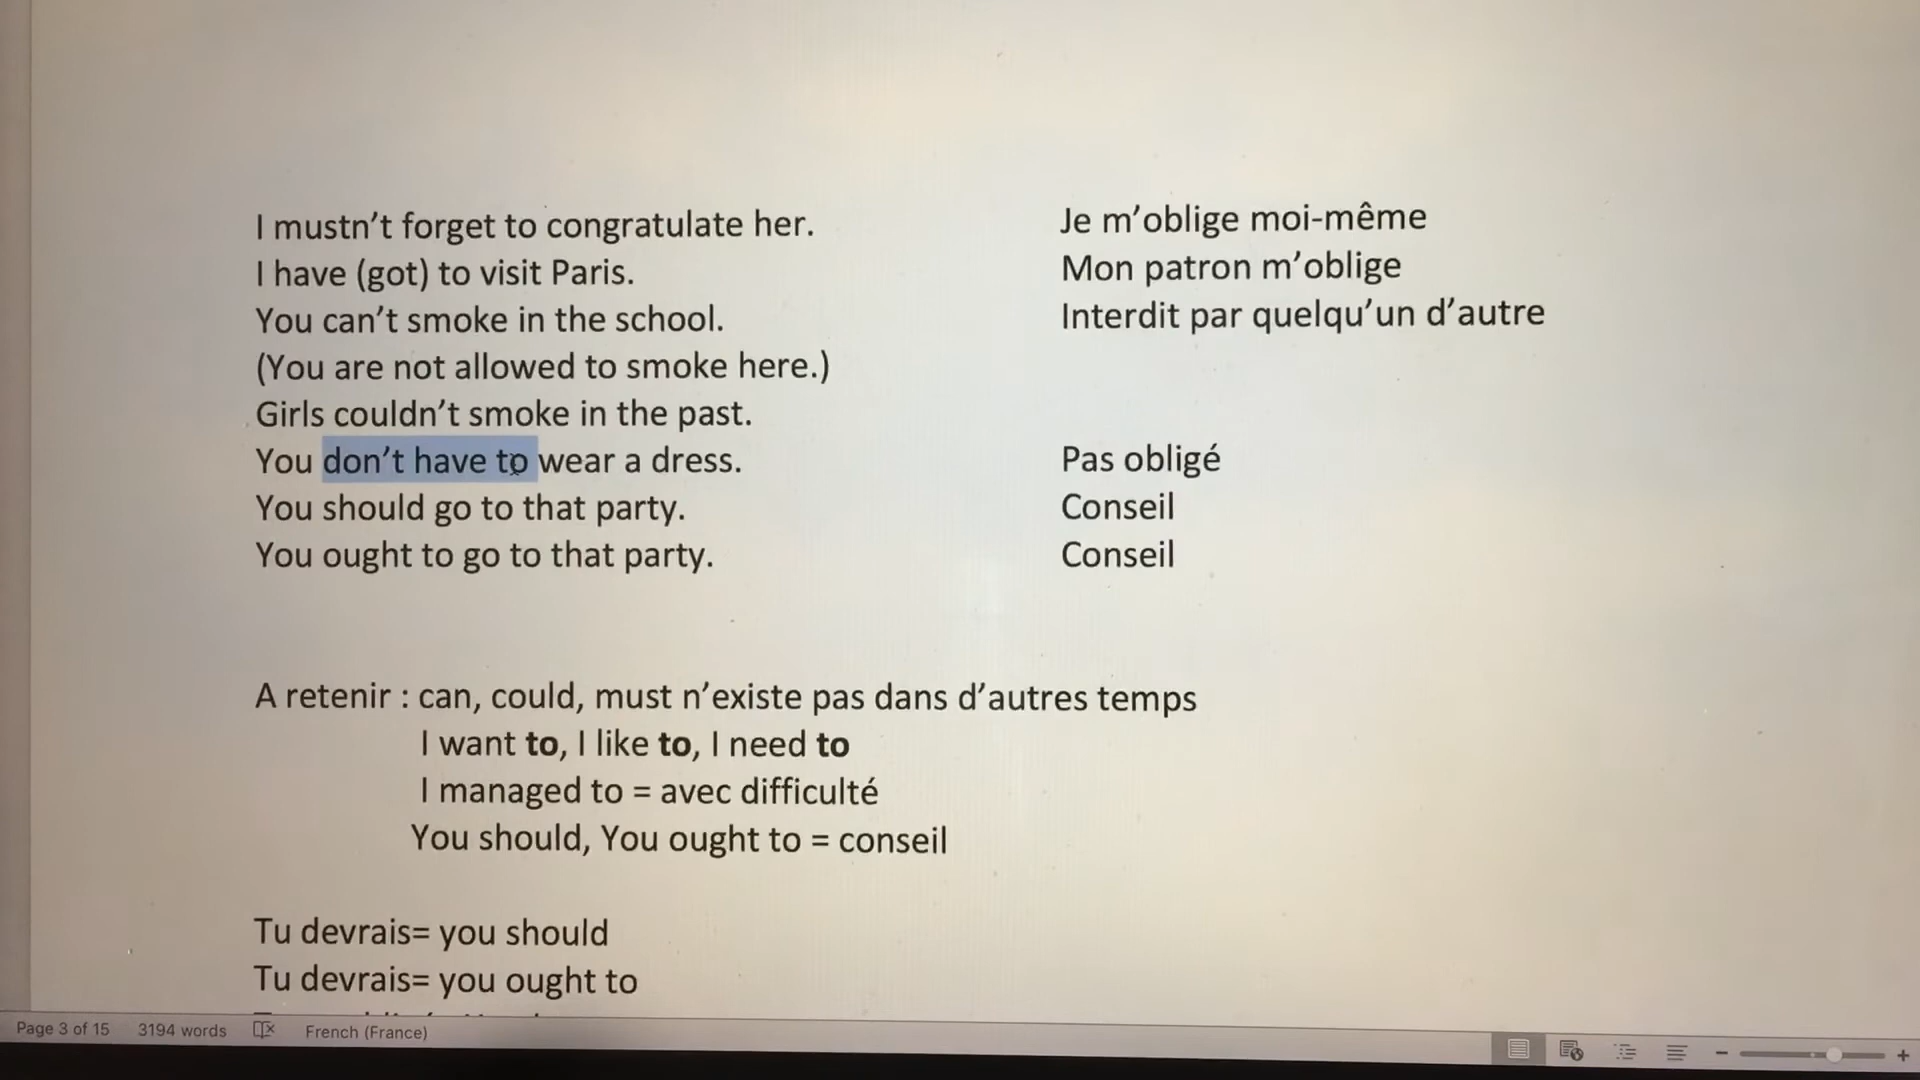 I mustn't forget to congratulate her. Je m'oblige moi-même
I have (got) to visit Paris. Mon patron m'oblige
You can't smoke in the school. Interdit par quelqu'un d'autre
(You are not allowed to smoke here.)
Girls couldn't smoke in the past.
You don't have to wear a dress. Pas obligé
You should go to that party. Conseil
You ought to go to that party. Conseil
A retenir : can, could, must n'existe pas dans d'autres temps
I want to, I like to, I need to
I managed to = avec difficulté
You should, You ought to = conseil
Tu devrais= you should
Tu devrais= you ought to
Page 3 of 15 3194 words French (France)